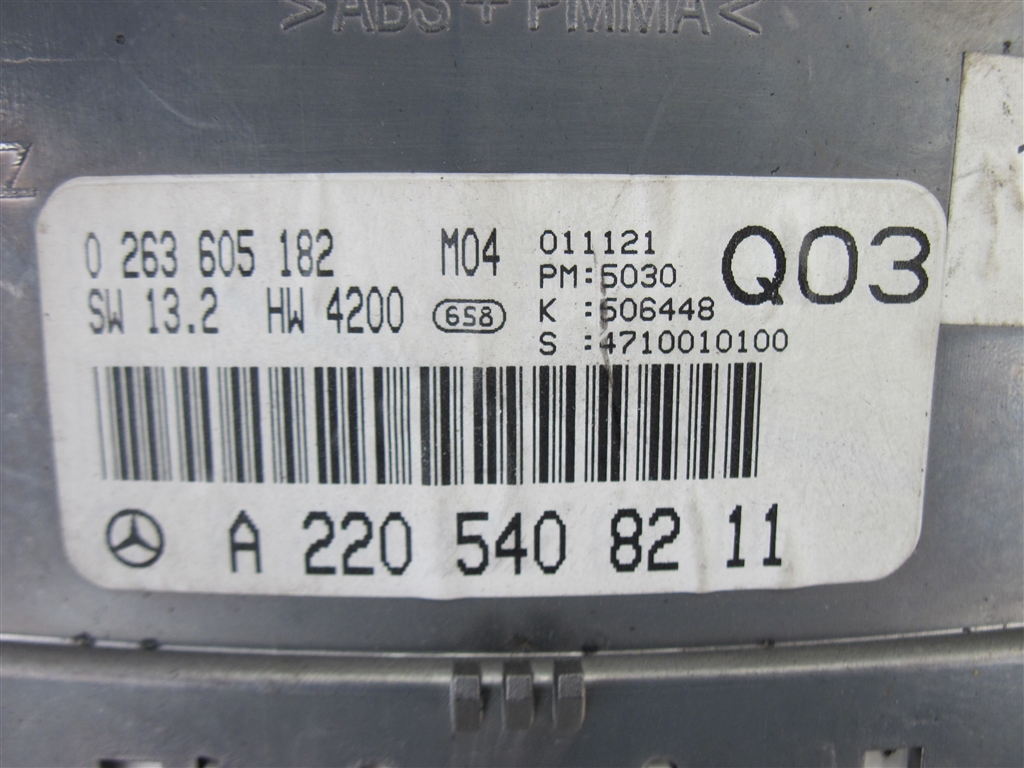 >ABS+PMMA<
0 263 605 182 M04 011121 Q03
PM:5030
SW 13.2 HW 4200 658 K :506448
S :4710010100
A 220 540 82 11